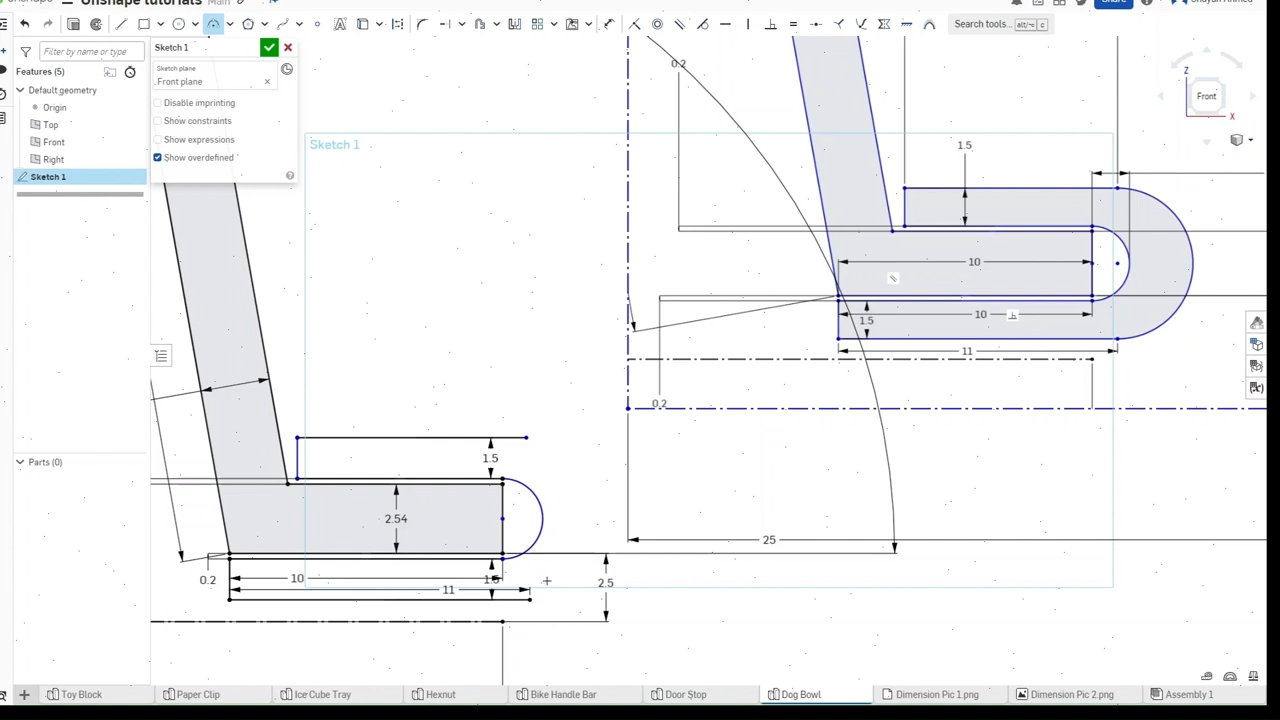 Onshape tutorials
Main
Share
Shayan Ahmed
Search tools...
alt/⌥ c
Filter by name or type
Features (5)
Default geometry
Origin
Top
Front
Right
Sketch 1
Sketch 1
Sketch plane
Front plane
Disable imprinting
Show constraints
Show expressions
Show overdefined
Sketch 1
0.2
1.5
10
10
1.5
11
0.2
25
1.5
2.54
0.2
10
11
1.5
2.5
Z
Front
X
Parts (0)
Toy Block
Paper Clip
Ice Cube Tray
Hexnut
Bike Handle Bar
Door Stop
Dog Bowl
Dimension Pic 1.png
Dimension Pic 2.png
Assembly 1